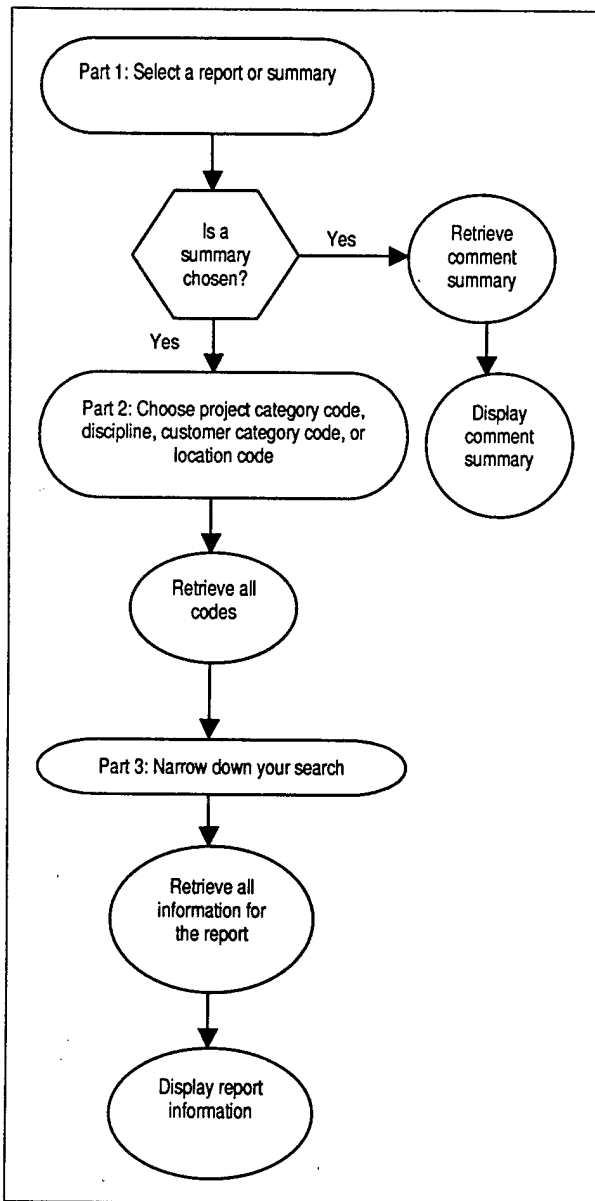 Part 1: Select a report or summary
Is a
summary
chosen?
Yes
Retrieve
comment
summary
Yes
Part 2: Choose project category code,
discipline, customer category code, or
location code
Display
comment
summary
Retrieve all
codes
Part 3: Narrow down your search
Retrieve all
information for
the report
Display report
information